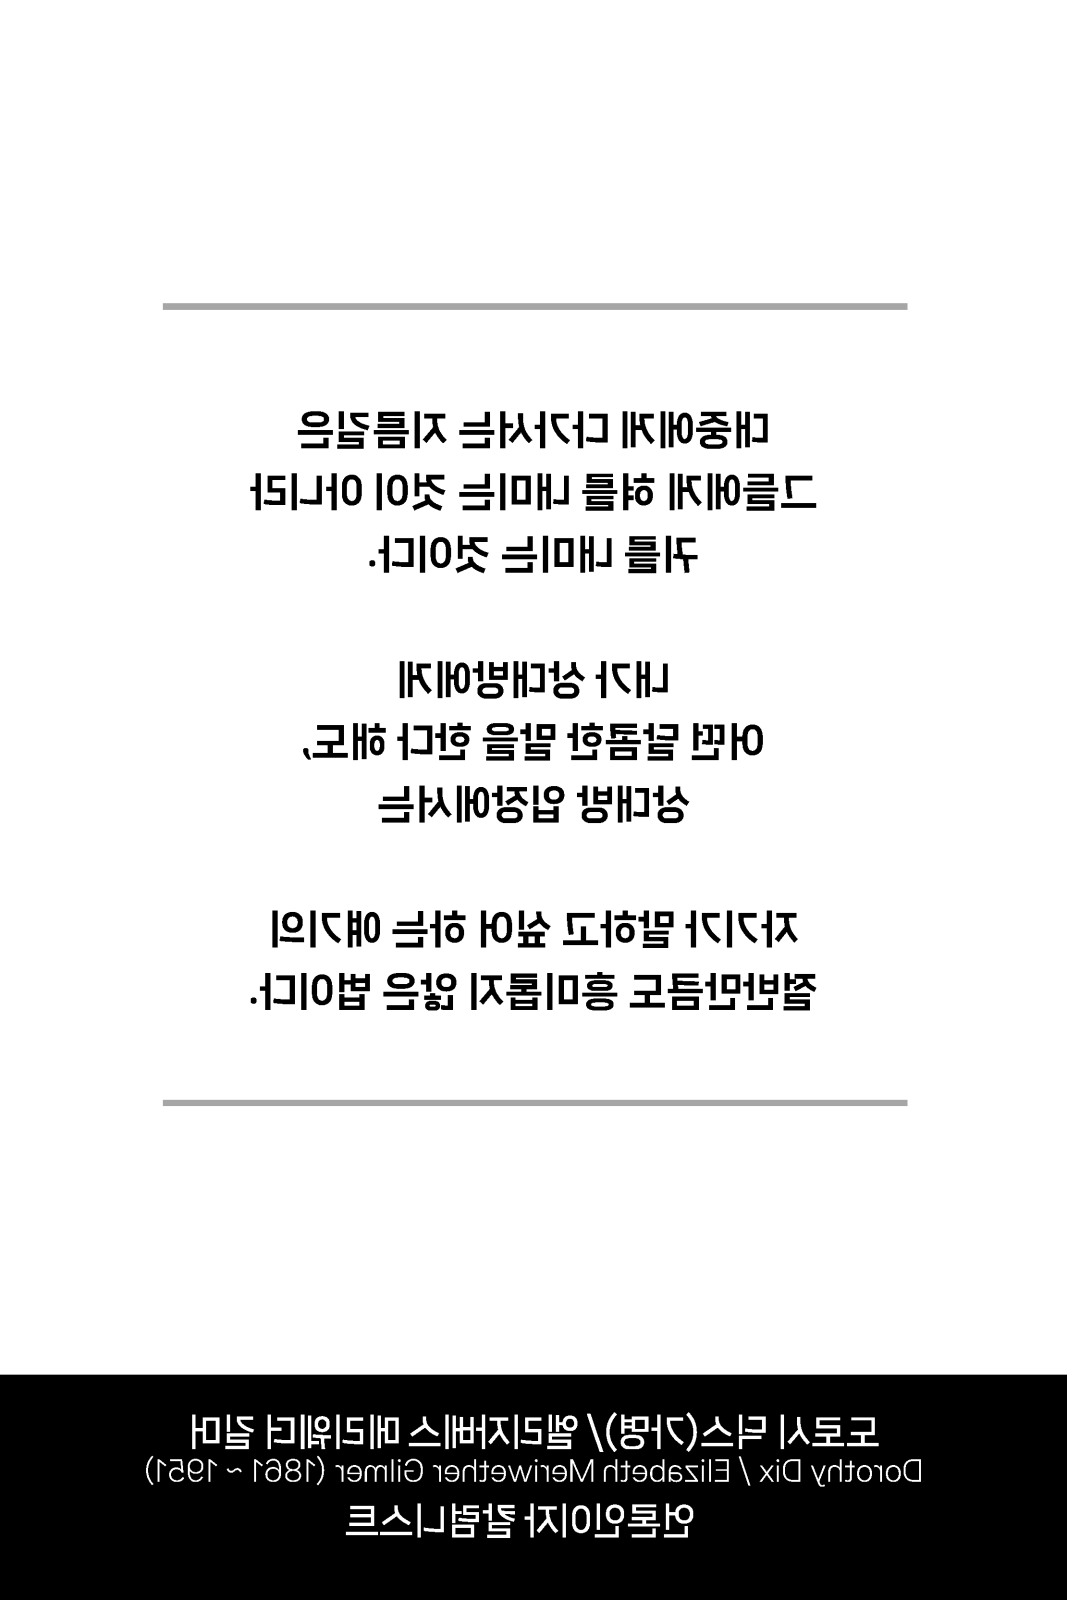 대중에게 다가서는 지름길은
그들에게 혀를 내미는 것이 아니라
귀를 내미는 것이다.
내가 상대방에게
어떤 달콤한 말을 한다 해도,
상대방 입장에서는
자기가 말하고 싶어 하는 얘기의
절반만큼도 흥미롭지 않은 법이다.
도로시 딕스(가명)/ 엘리자베스 메리웨더 길머
Dorothy Dix / Elizabeth Meriwether Gilmer (1861 ~ 1951)
언론인이자 칼럼니스트